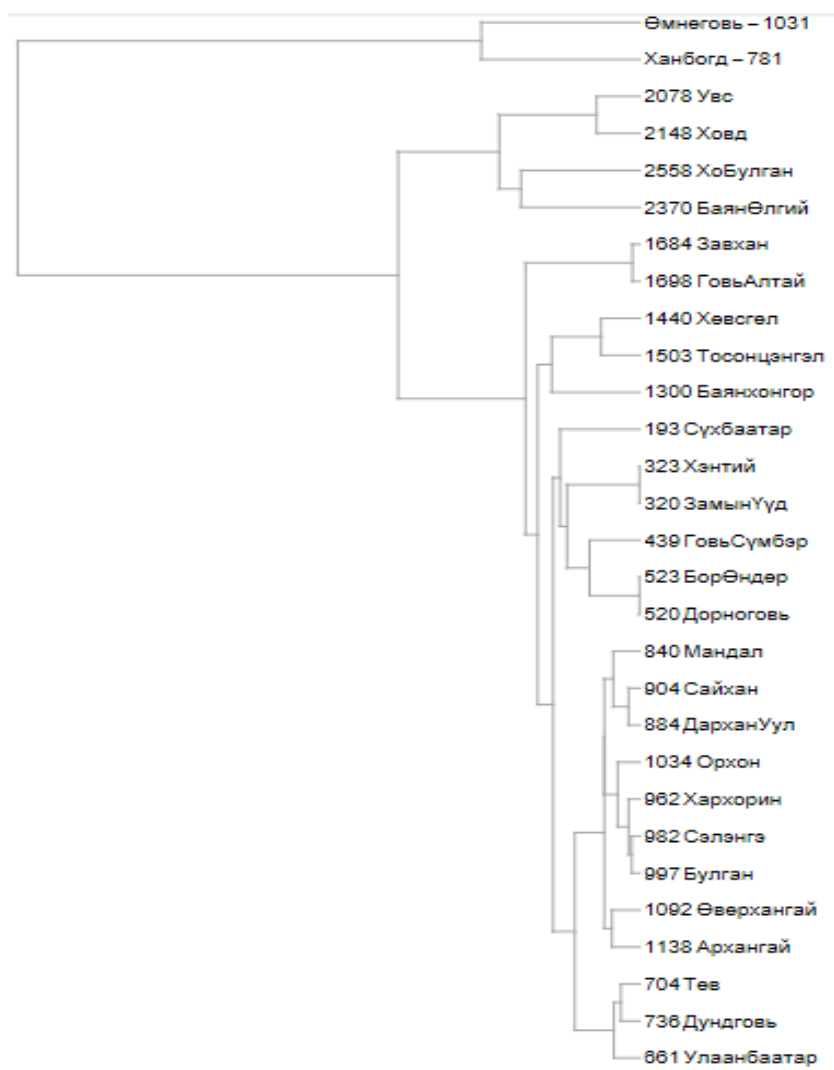 Өмнөговь – 1031
Ханбогд – 781
2078 Увс
2148 Ховд
2558 ХоБулган
2370 БаянӨлгий
1684 Завхан
1698 ГовьАлтай
1440 Хөвсгөл
1503 Тосонцэнгэл
1300 Баянхонгор
193 Сүхбаатар
323 Хэнтий
320 ЗамынҮүд
439 ГовьСүмбэр
523 БорӨндөр
520 Дорноговь
840 Мандал
904 Сайхан
884 ДарханУул
1034 Орхон
962 Хархорин
982 Сэлэнгэ
997 Булган
1092 Өвөрхангай
1138 Архангай
704 Төв
736 Дундговь
661 Улаанбаатар